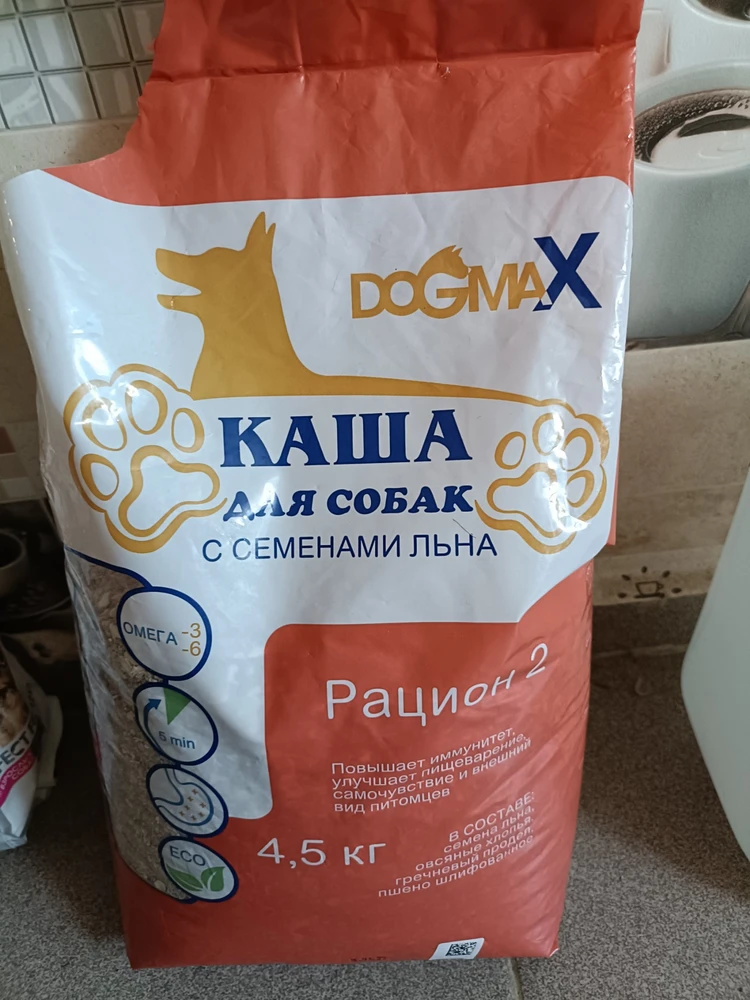 DOGMAX
КАША
ДЛЯ СОБАК
С СЕМЕНАМИ ЛЬНА
ОМЕГА -3
-6
5 min
ECO
Рацион 2
Повышает иммунитет,
улучшает пищеварение,
самочувствие и внешний
вид питомцев
4,5 кг
В СОСТАВЕ:
семена льна,
овсяные хлопья,
гречневый продел,
пшено шлифованное